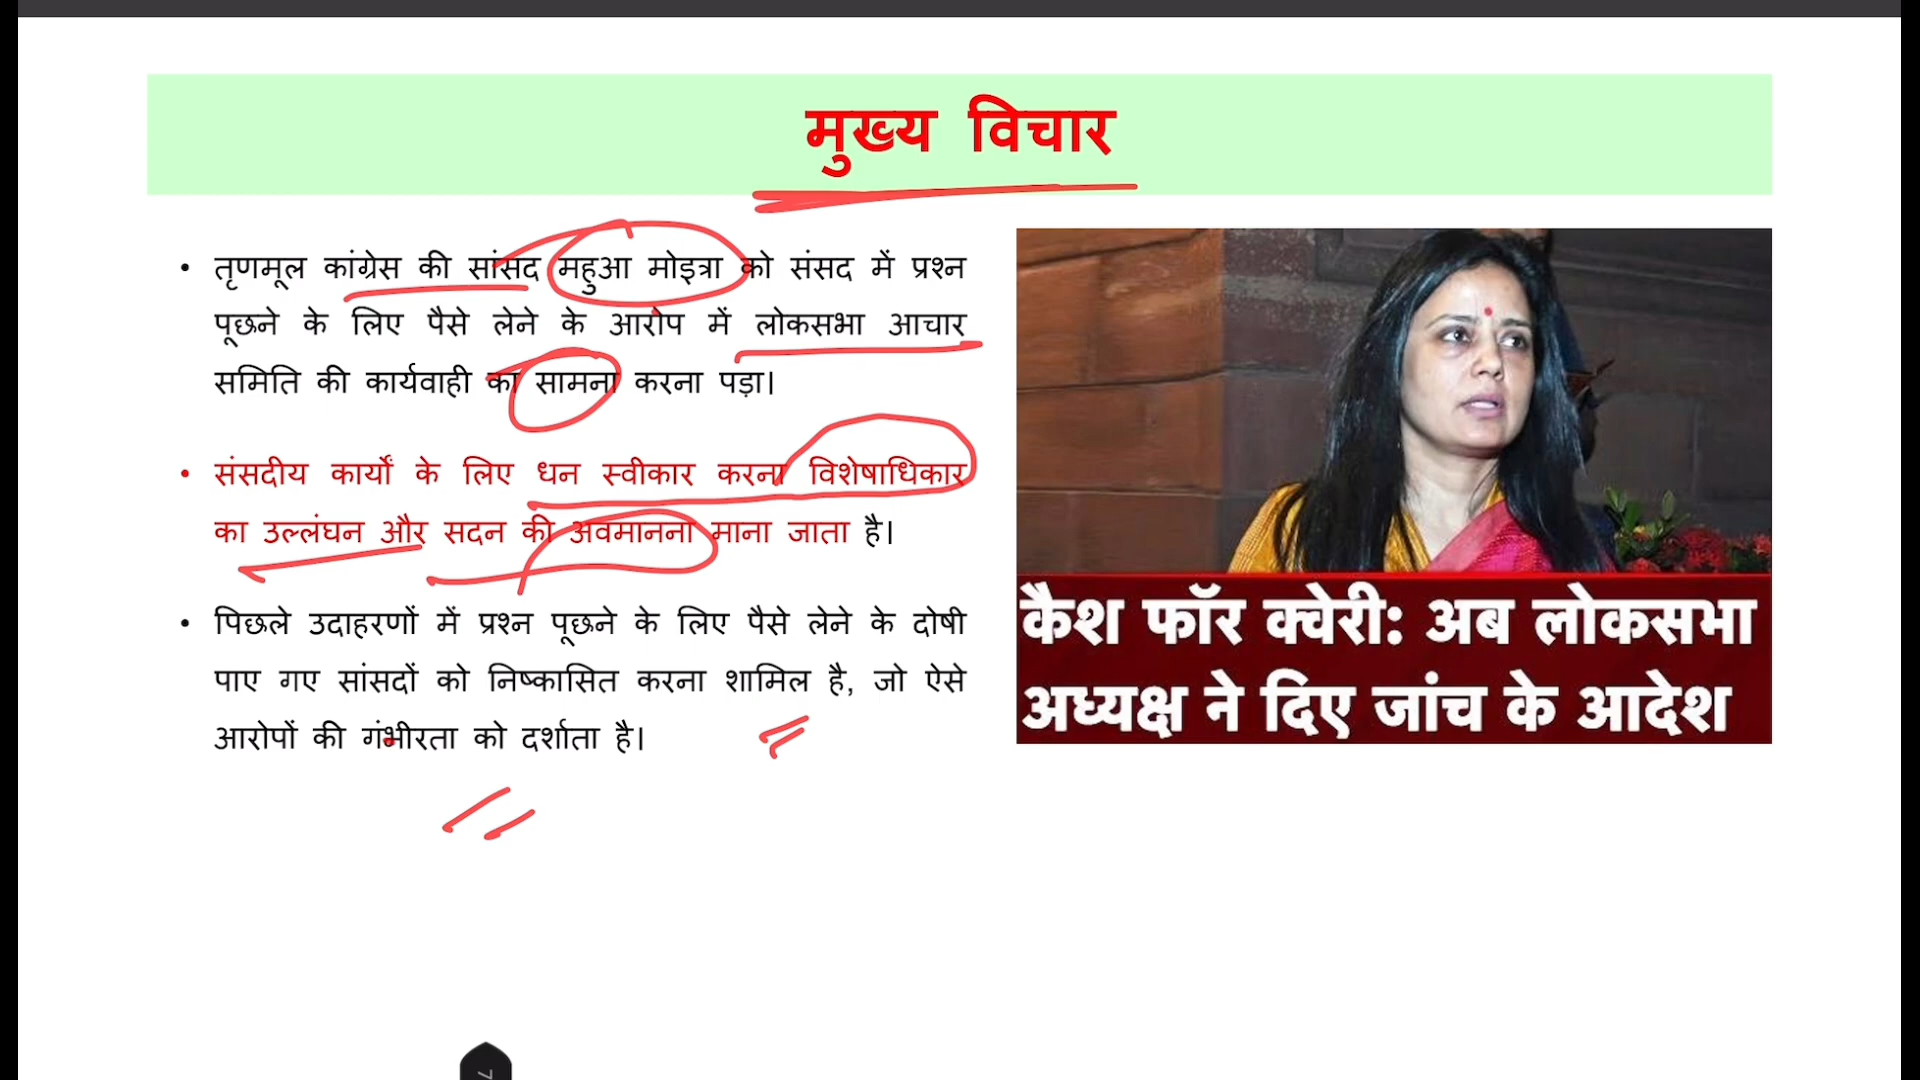 मुख्य विचार
• तृणमूल कांग्रेस की सांसद महुआ मोइत्रा को संसद में प्रश्न
पूछने के लिए पैसे लेने के आरोप में लोकसभा आचार
समिति की कार्यवाही का सामना करना पड़ा।
• संसदीय कार्यों के लिए धन स्वीकार करना विशेषाधिकार
का उल्लंघन और सदन की अवमानना माना जाता है।
• पिछले उदाहरणों में प्रश्न पूछने के लिए पैसे लेने के दोषी
पाए गए सांसदों को निष्कासित करना शामिल है, जो ऐसे
आरोपों की गंभीरता को दर्शाता है।
कैश फॉर क्वेरी: अब लोकसभा
अध्यक्ष ने दिए जांच के आदेश
7